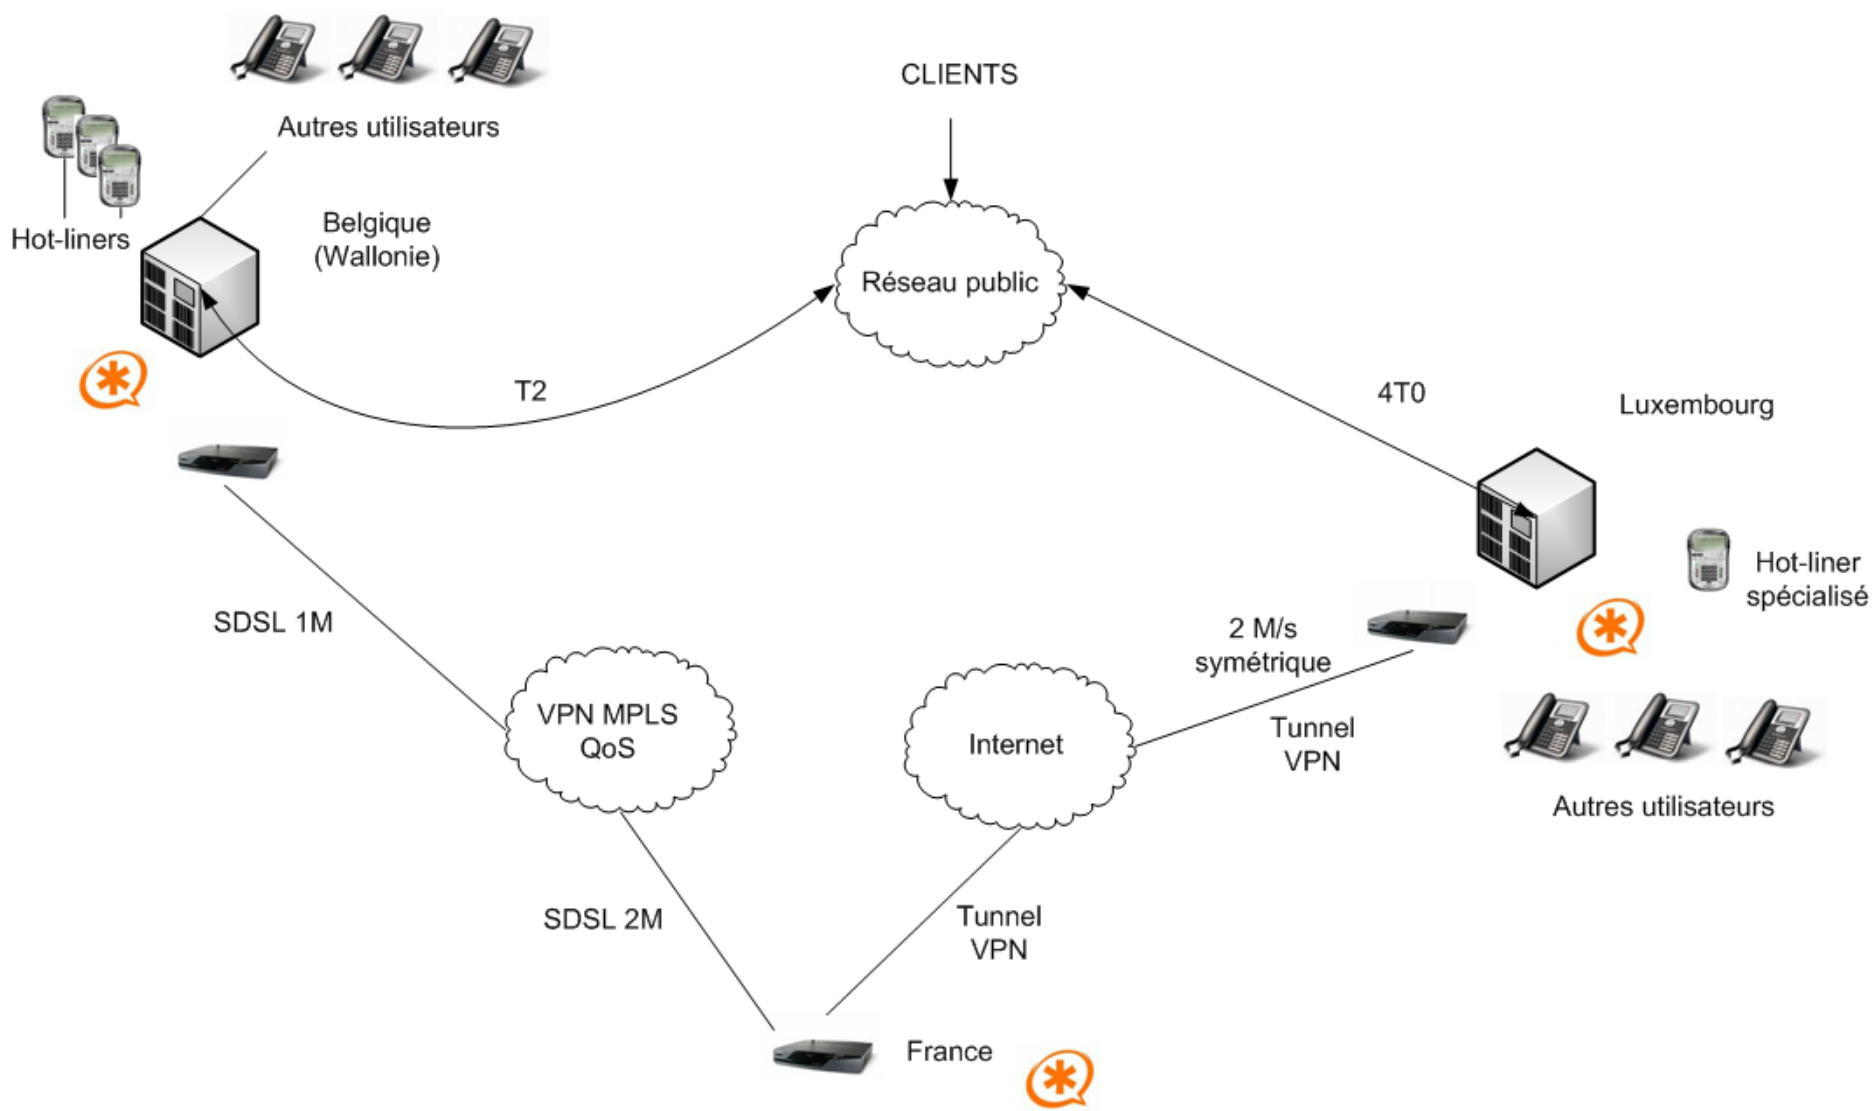 CLIENTS
Autres utilisateurs
Hot-liners
Belgique
(Wallonie)
Réseau public
T2
4T0
Luxembourg
Hot-liner
spécialisé
SDSL 1M
2 M/s
symétrique
VPN MPLS
QoS
Internet
Tunnel
VPN
Autres utilisateurs
SDSL 2M
Tunnel
VPN
France